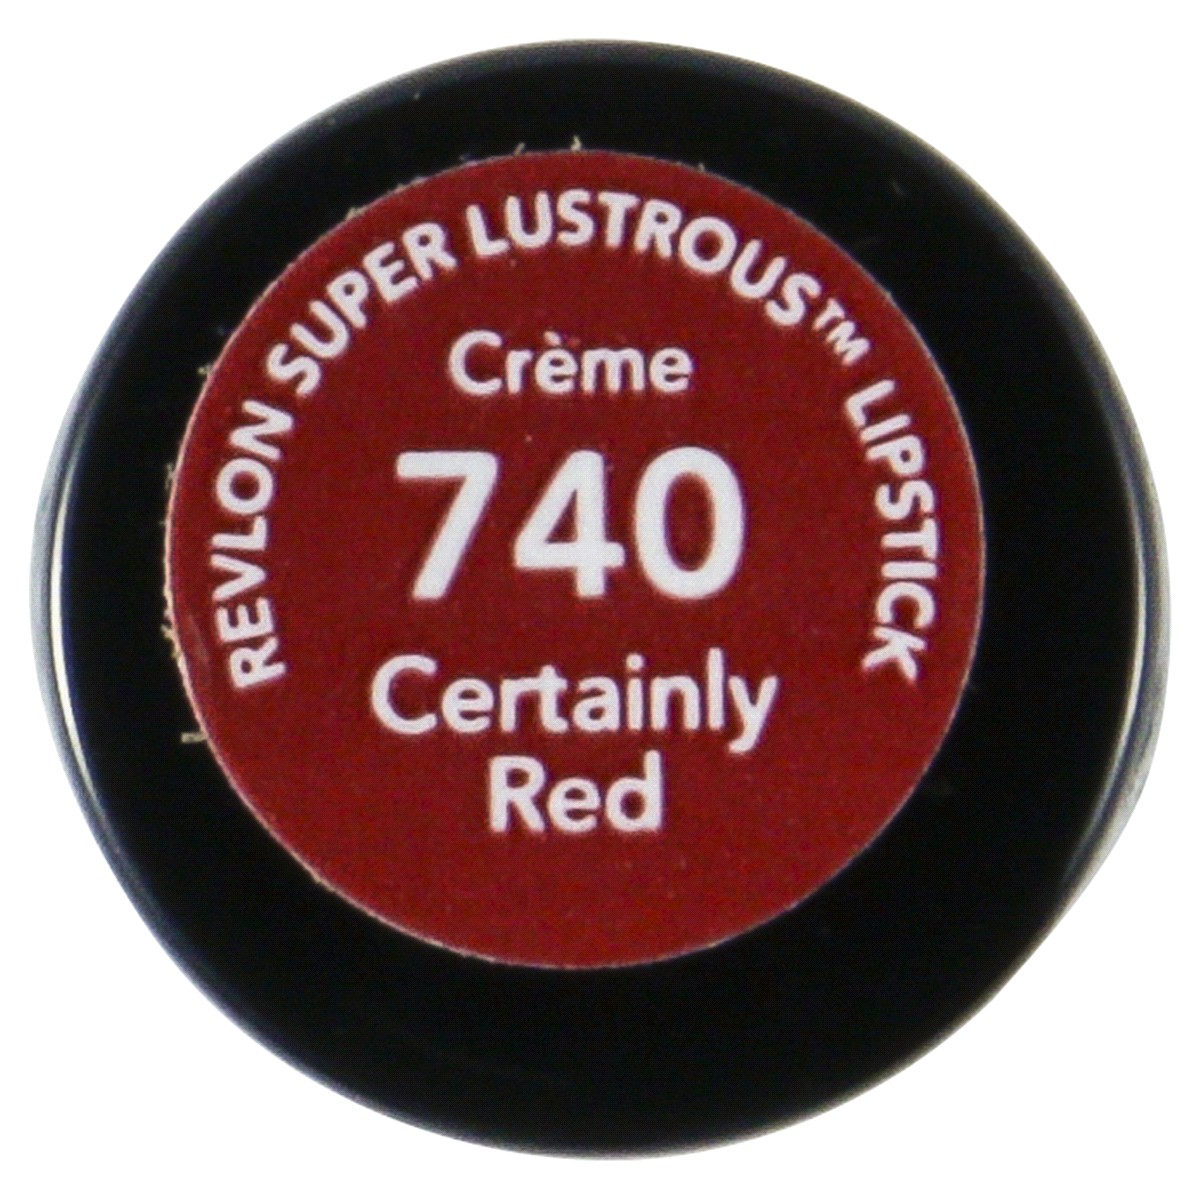 REVLON SUPER LUSTROUS™ LIPSTICK
Crème
740
Certainly
Red